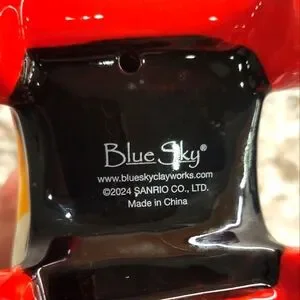 Blue Sky®
www.blueskyclayworks.com
©2024 SANRIO CO., LTD.
Made in China